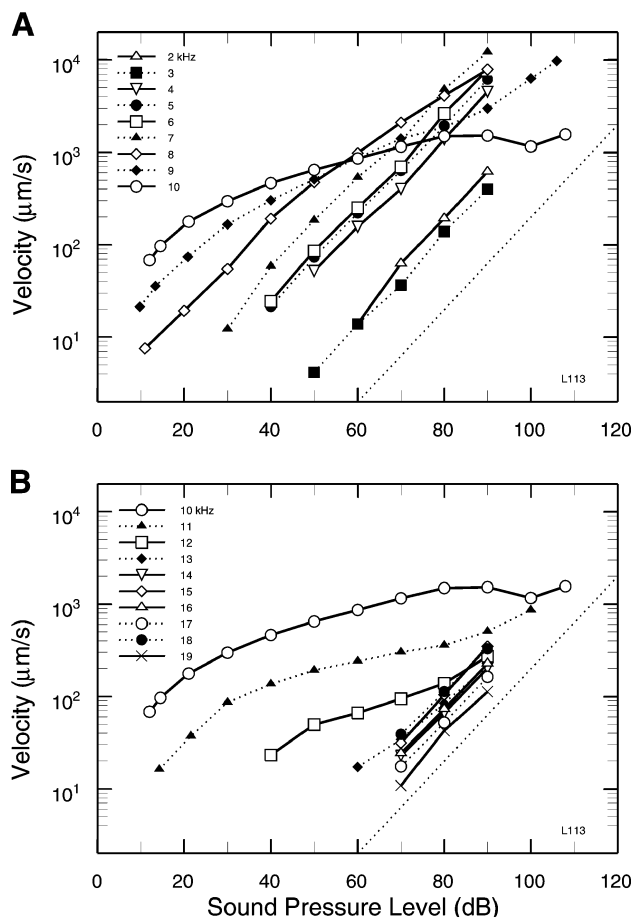 A
2 kHz
3
4
5
6
7
8
9
10
Velocity (μm/s)
10⁴
10³
10²
10¹
L113
0 20 40 60 80 100 120
B
10 kHz
11
12
13
14
15
16
17
18
19
Velocity (μm/s)
10⁴
10³
10²
10¹
L113
0 20 40 60 80 100 120
Sound Pressure Level (dB)